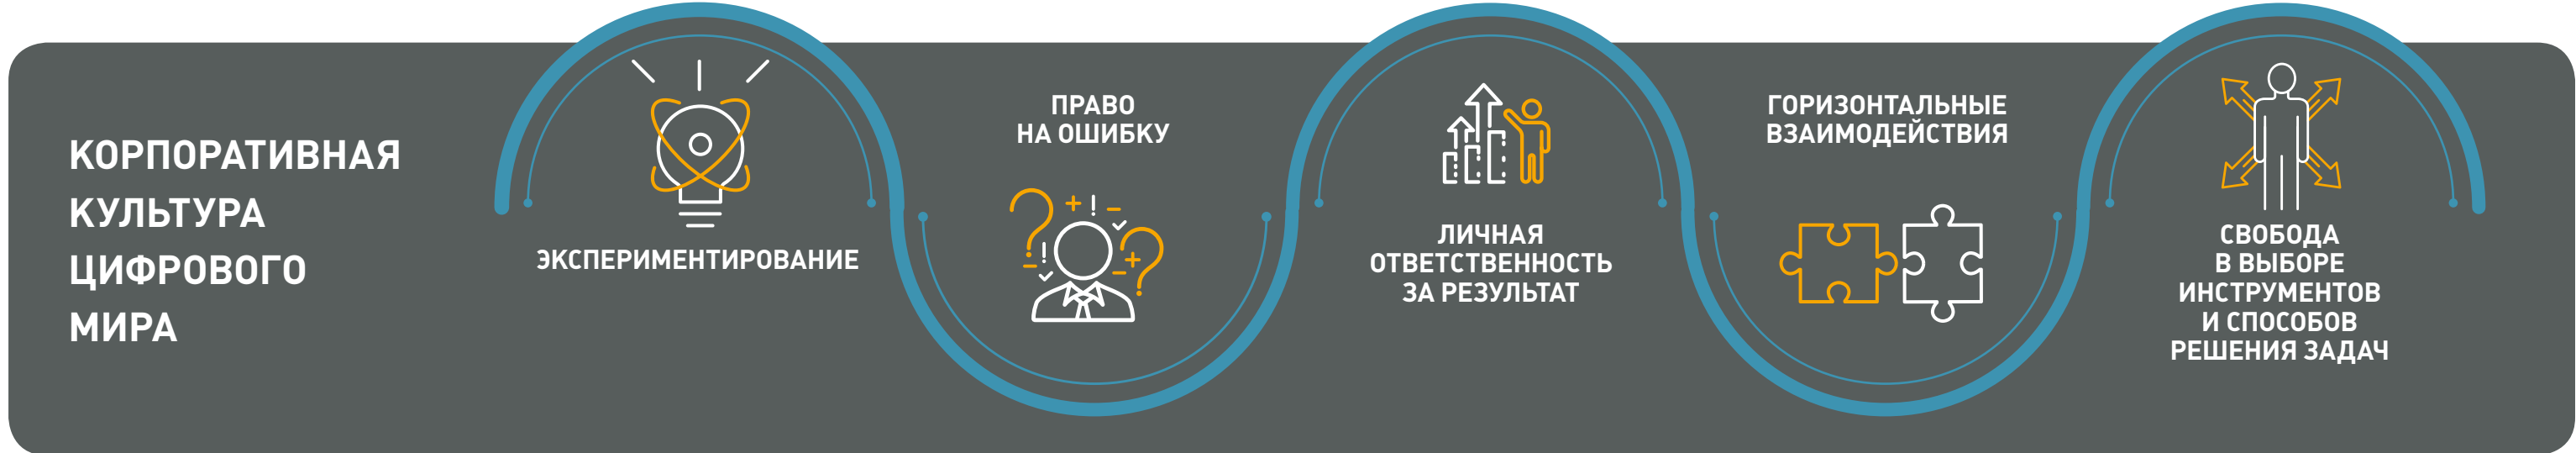 КОРПОРАТИВНАЯ
КУЛЬТУРА
ЦИФРОВОГО
МИРА
ЭКСПЕРИМЕНТИРОВАНИЕ
ПРАВО
НА ОШИБКУ
ЛИЧНАЯ
ОТВЕТСТВЕННОСТЬ
ЗА РЕЗУЛЬТАТ
ГОРИЗОНТАЛЬНЫЕ
ВЗАИМОДЕЙСТВИЯ
СВОБОДА
В ВЫБОРЕ
ИНСТРУМЕНТОВ
И СПОСОБОВ
РЕШЕНИЯ ЗАДАЧ